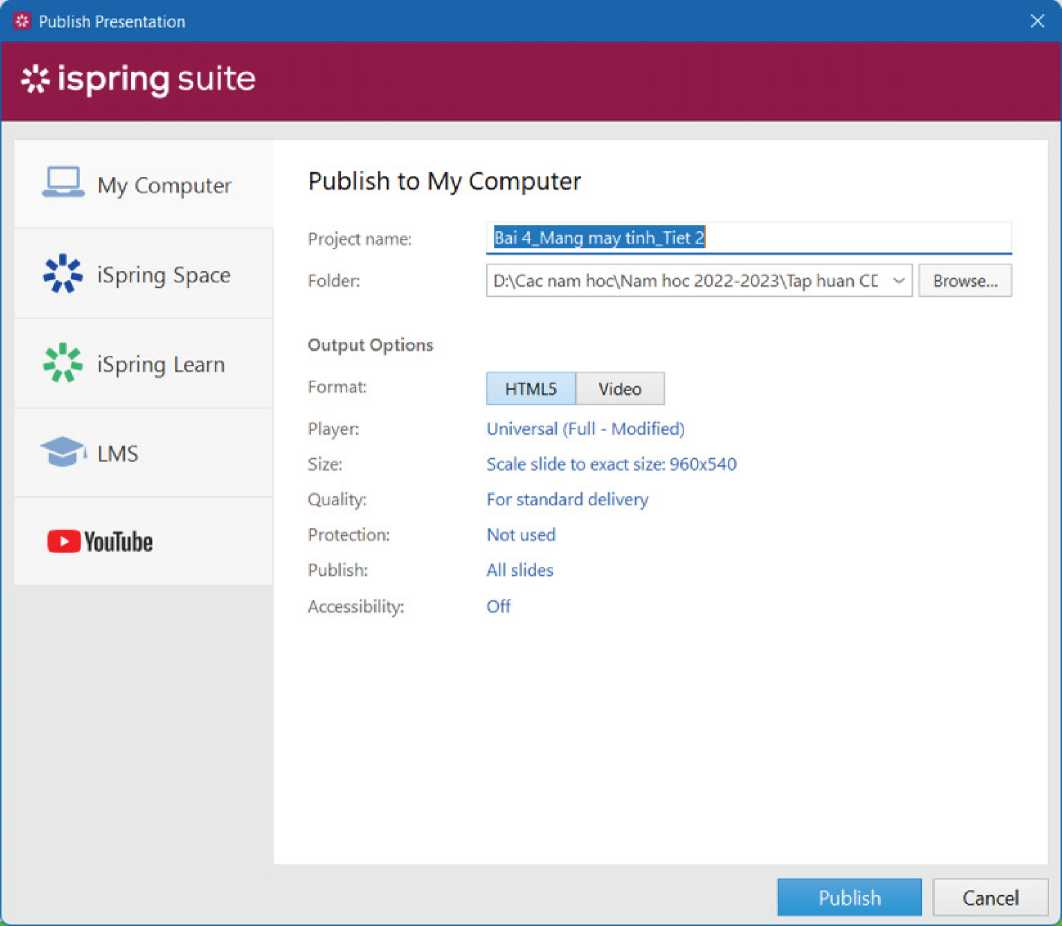 Publish Presentation
ispring suite
My Computer
iSpring Space
iSpring Learn
LMS
YouTube
Publish to My Computer
Project name: Bai 4_Mang may tinh_Tiet 2
Folder: D:\Cac nam hoc\Nam hoc 2022-2023\Tap huan CD Browse...
Output Options
Format: HTML5 Video
Player: Universal (Full - Modified)
Size: Scale slide to exact size: 960x540
Quality: For standard delivery
Protection: Not used
Publish: All slides
Accessibility: Off
Publish Cancel